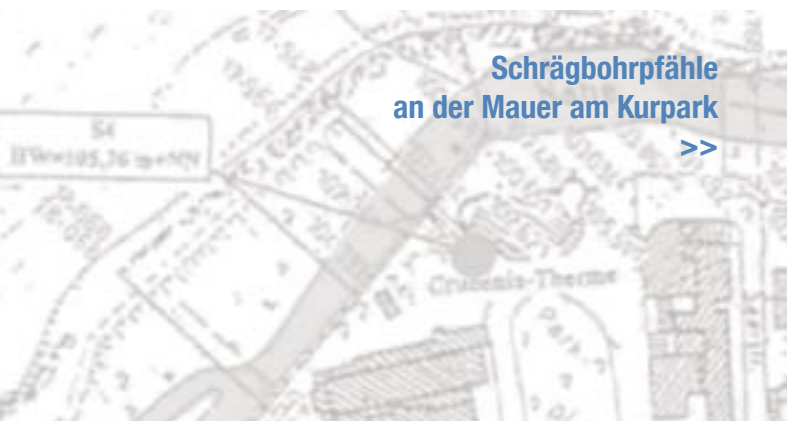 Schrägbohrpfähle
an der Mauer am Kurpark
>>
S4
HW=105,76 m+NN
Crucenia-Therme